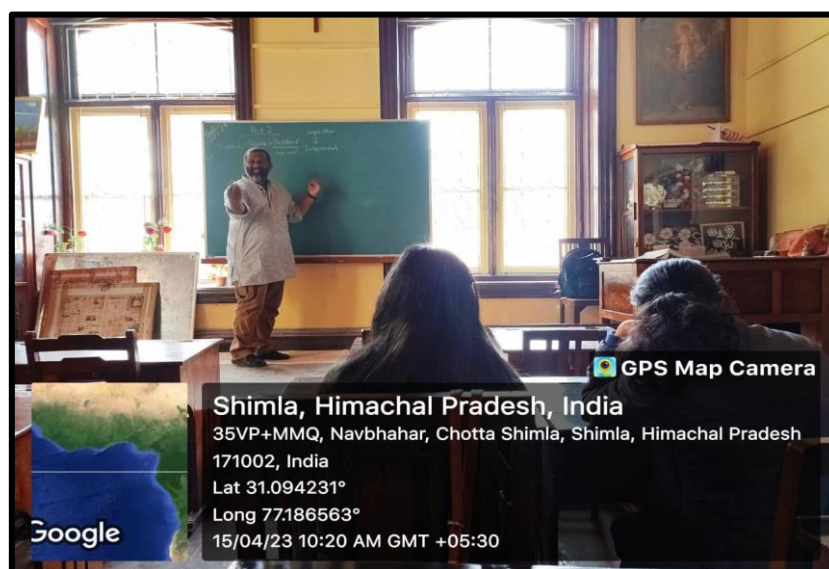 GPS Map Camera
Shimla, Himachal Pradesh, India
35VP+MMQ, Navbhahar, Chotta Shimla, Shimla, Himachal Pradesh
171002, India
Lat 31.094231°
Long 77.186563°
15/04/23 10:20 AM GMT +05:30
Google